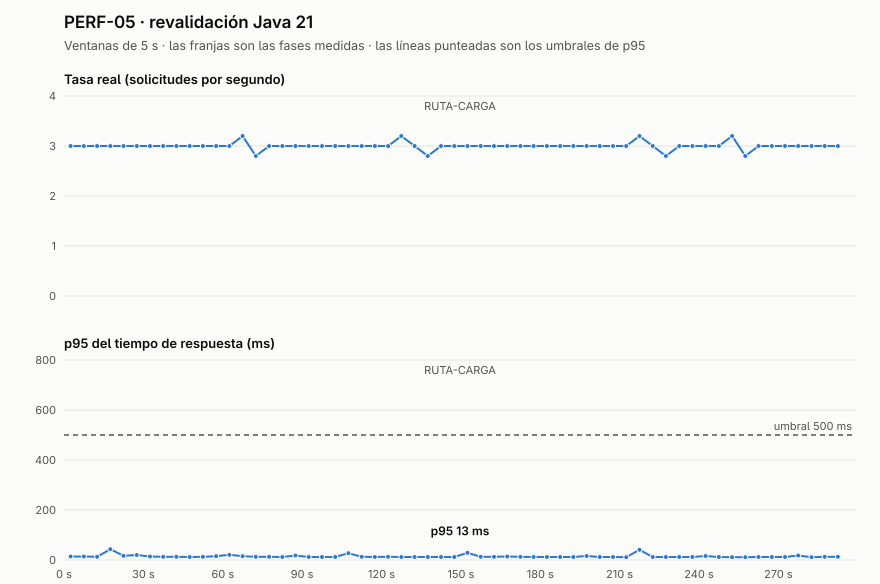 PERF-05 · revalidación Java 21
Ventanas de 5 s · las franjas son las fases medidas · las líneas punteadas son los umbrales de p95
Tasa real (solicitudes por segundo)
4
RUTA-CARGA
3
2
1
0
p95 del tiempo de respuesta (ms)
800
RUTA-CARGA
600
umbral 500 ms
400
200
p95 13 ms
0
0 s 30 s 60 s 90 s 120 s 150 s 180 s 210 s 240 s 270 s